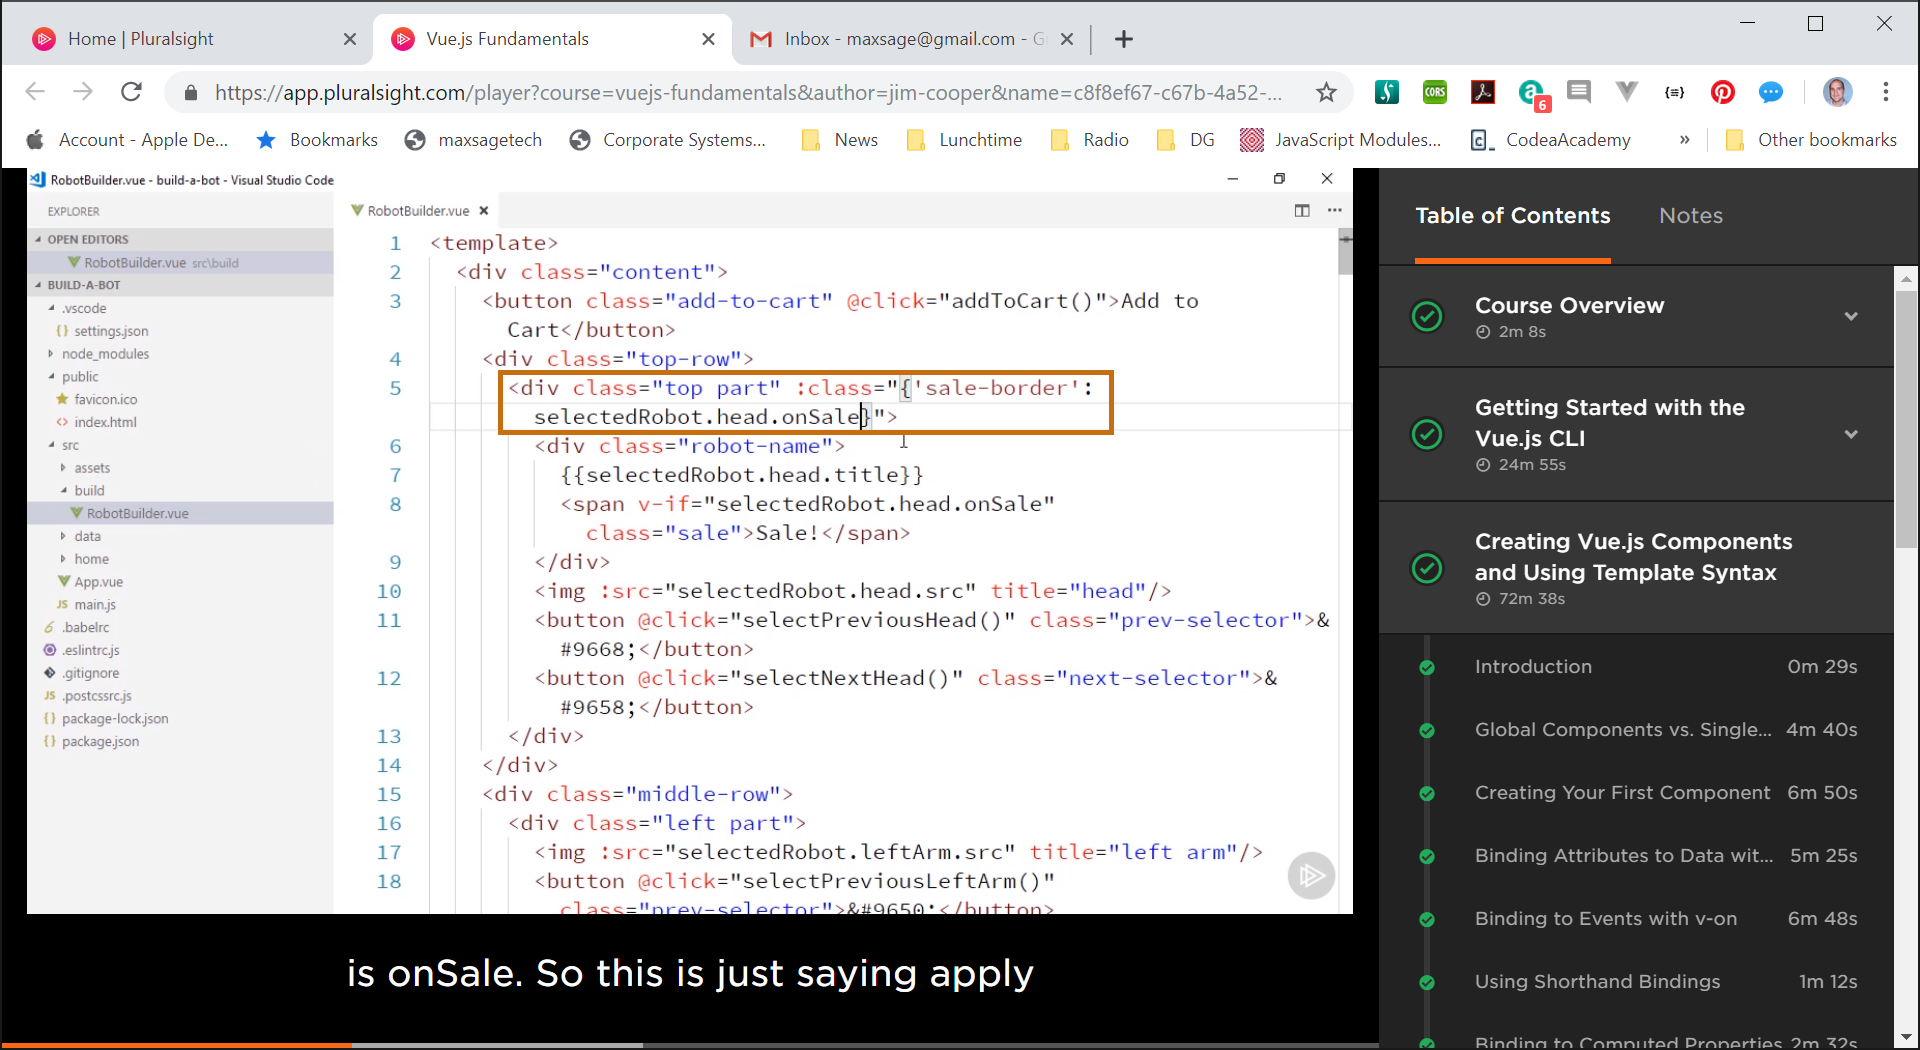 Home | Pluralsight
Vue.js Fundamentals
Inbox - maxsage@gmail.com - G
https://app.pluralsight.com/player?course=vuejs-fundamentals&author=jim-cooper&name=c8f8ef67-c67b-4a52-...
CORS
6
Account - Apple De...
Bookmarks
maxsagetech
Corporate Systems...
News
Lunchtime
Radio
DG
JavaScript Modules...
CodeaAcademy
»
Other bookmarks
RobotBuilder.vue - build-a-bot - Visual Studio Code
EXPLORER
OPEN EDITORS
RobotBuilder.vue src\build
BUILD-A-BOT
.vscode
{} settings.json
node_modules
public
favicon.ico
<> index.html
src
assets
build
RobotBuilder.vue
data
home
App.vue
JS main.js
.babelrc
.eslintrc.js
.gitignore
JS .postcssrc.js
{} package-lock.json
{} package.json
RobotBuilder.vue
1 <template>
2 <div class="content">
3 <button class="add-to-cart" @click="addToCart()">Add to
Cart</button>
4 <div class="top-row">
5 <div class="top part" :class="{'sale-border':
selectedRobot.head.onSale}">
6 <div class="robot-name">
7 {{selectedRobot.head.title}}
8 <span v-if="selectedRobot.head.onSale"
class="sale">Sale!</span>
9 </div>
10 <img :src="selectedRobot.head.src" title="head"/>
11 <button @click="selectPreviousHead()" class="prev-selector">&
#9668;</button>
12 <button @click="selectNextHead()" class="next-selector">&
#9658;</button>
13 </div>
14 </div>
15 <div class="middle-row">
16 <div class="left part">
17 <img :src="selectedRobot.leftArm.src" title="left arm"/>
18 <button @click="selectPreviousLeftArm()"
class="prev-selector">&#9650;</button>
is onSale. So this is just saying apply
Table of Contents
Notes
Course Overview
2m 8s
Getting Started with the
Vue.js CLI
24m 55s
Creating Vue.js Components
and Using Template Syntax
72m 38s
Introduction 0m 29s
Global Components vs. Single... 4m 40s
Creating Your First Component 6m 50s
Binding Attributes to Data wit... 5m 25s
Binding to Events with v-on 6m 48s
Using Shorthand Bindings 1m 12s
Binding to Computed Properties 2m 32s